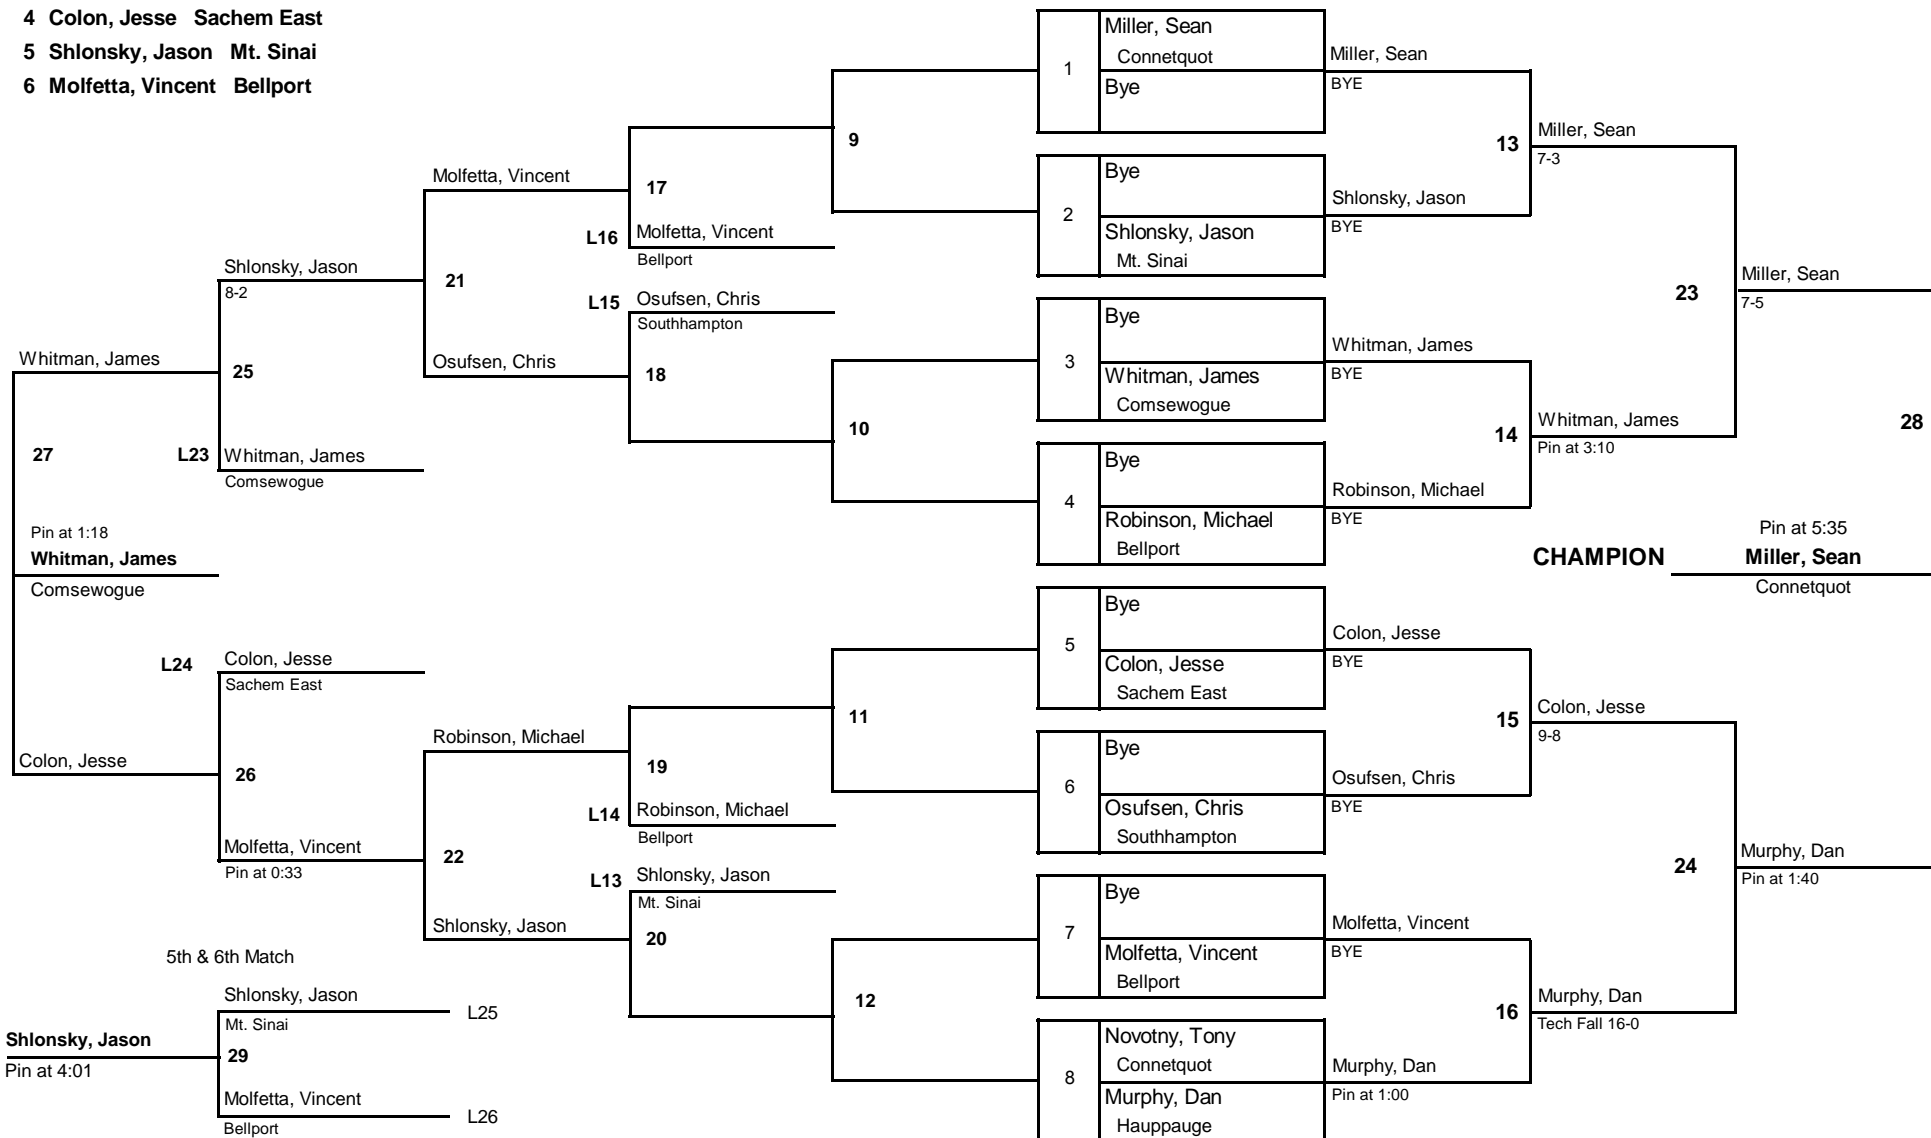 4 Colon, Jesse Sachem East
5 Shlonsky, Jason Mt. Sinai
6 Molfetta, Vincent Bellport
1
Miller, Sean
Connetquot
Bye
Miller, Sean
BYE
2
Bye
Shlonsky, Jason
Mt. Sinai
Shlonsky, Jason
BYE
3
Bye
Whitman, James
Comsewogue
Whitman, James
BYE
4
Bye
Robinson, Michael
Bellport
Robinson, Michael
BYE
5
Bye
Colon, Jesse
Sachem East
Colon, Jesse
BYE
6
Bye
Osufsen, Chris
Southhampton
Osufsen, Chris
BYE
7
Bye
Molfetta, Vincent
Bellport
Molfetta, Vincent
BYE
8
Novotny, Tony
Connetquot
Murphy, Dan
Hauppauge
Murphy, Dan
Pin at 1:00
13
Miller, Sean
7-3
14
Whitman, James
Pin at 3:10
15
Colon, Jesse
9-8
16
Murphy, Dan
Tech Fall 16-0
23
Miller, Sean
7-5
24
Murphy, Dan
Pin at 1:40
28
Pin at 5:35
CHAMPION Miller, Sean
Connetquot
9
10
11
12
17
L16 Molfetta, Vincent
Bellport
Molfetta, Vincent
L15 Osufsen, Chris
Southhampton
18
Osufsen, Chris
19
L14 Robinson, Michael
Bellport
Robinson, Michael
L13 Shlonsky, Jason
Mt. Sinai
20
Shlonsky, Jason
21
Shlonsky, Jason
8-2
22
Molfetta, Vincent
Pin at 0:33
25
L23 Whitman, James
Comsewogue
Whitman, James
L24 Colon, Jesse
Sachem East
26
Colon, Jesse
27
Pin at 1:18
Whitman, James
Comsewogue
5th & 6th Match
Shlonsky, Jason L25
Mt. Sinai
29
Molfetta, Vincent L26
Bellport
Shlonsky, Jason
Pin at 4:01